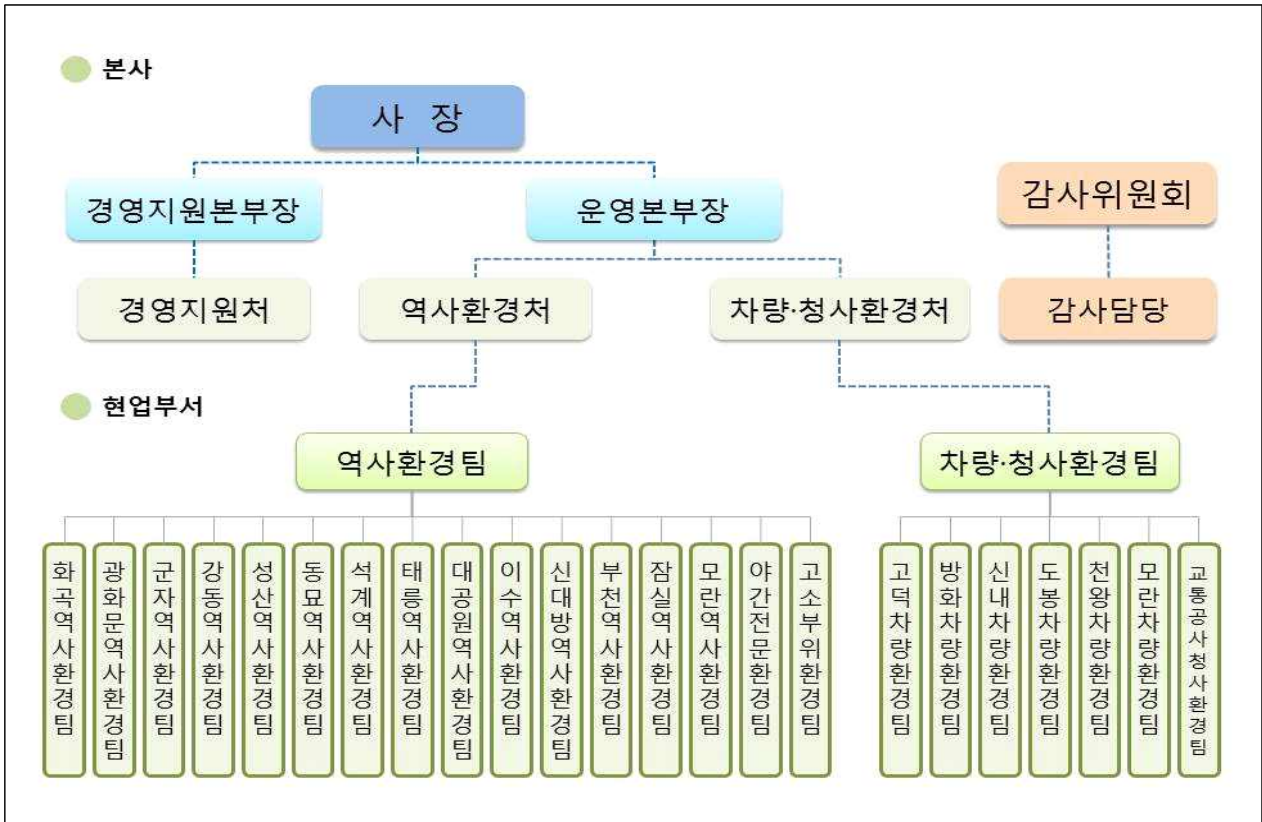 본사
사 장
경영지원본부장
운영본부장
감사위원회
경영지원처
역사환경처
차량·청사환경처
감사담당
현업부서
역사환경팀
차량·청사환경팀
화곡역사환경팀
광화문역사환경팀
군자역사환경팀
강동역사환경팀
성산역사환경팀
동묘역사환경팀
석계역사환경팀
태릉역사환경팀
대공원역사환경팀
이수역사환경팀
신대방역사환경팀
부천역사환경팀
잠실역사환경팀
모란역사환경팀
야간전문환경팀
고소부위환경팀
고덕차량환경팀
방화차량환경팀
신내차량환경팀
도봉차량환경팀
천왕차량환경팀
모란차량환경팀
교통공사청사환경팀